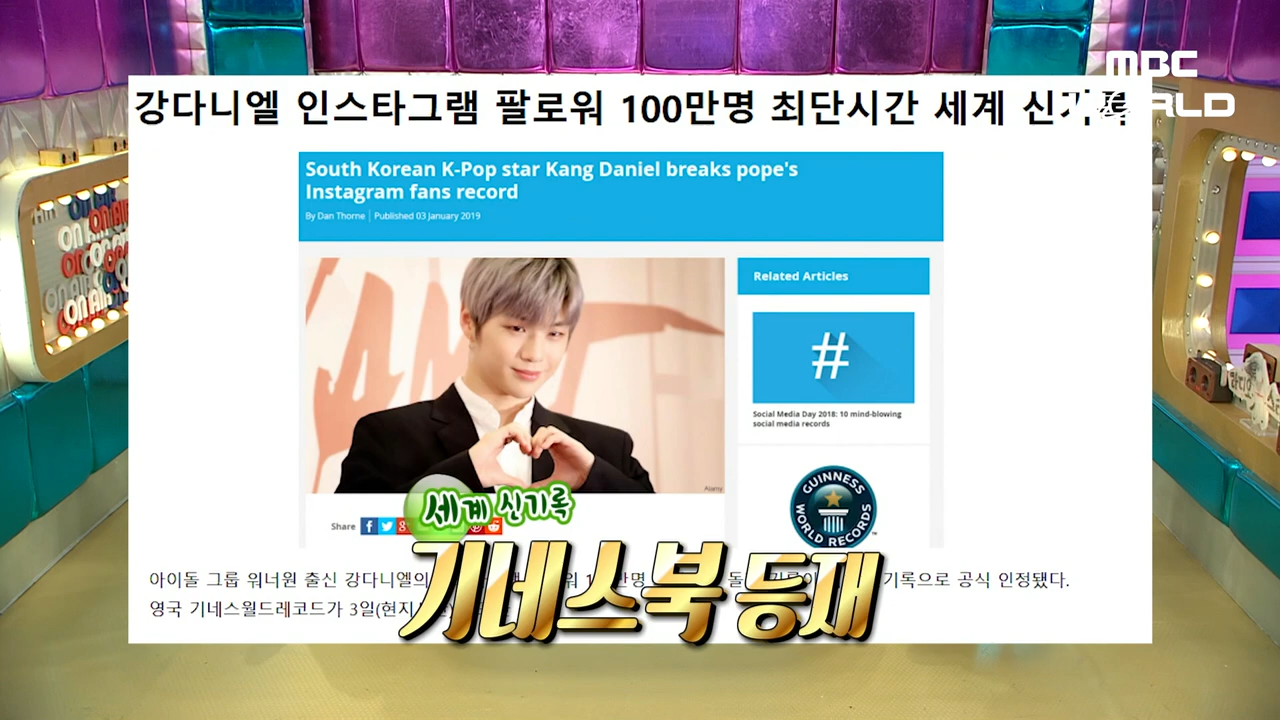 MBC
WORLD
강다니엘 인스타그램 팔로워 100만명 최단시간 세계 신기록
South Korean K-Pop star Kang Daniel breaks pope's
Instagram fans record
By Dan Thorne | Published 03 January 2019
Related Articles
#
Social Media Day 2018: 10 mind-blowing
social media records
Alamy
GUINNESS
WORLD RECORDS
Share
세계 신기록
기네스북 등재
아이돌 그룹 워너원 출신 강다니엘의
기록으로 공식 인정됐다.
영국 기네스월드레코드가 3일(현지
ON AIR